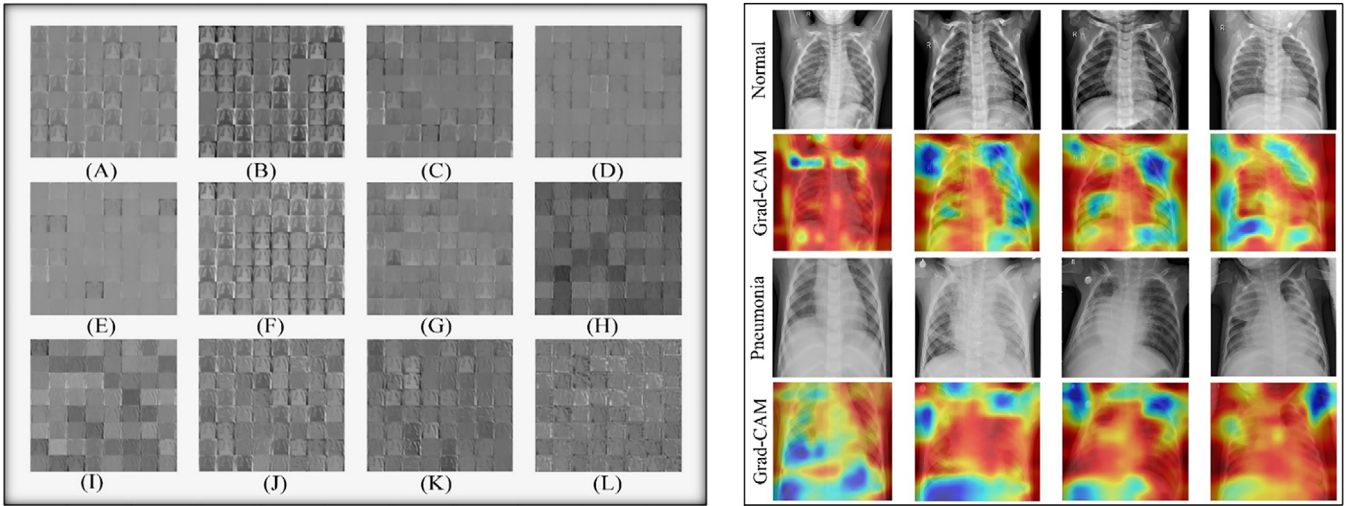 (A) (B) (C) (D)
(E) (F) (G) (H)
(I) (J) (K) (L)
Normal
Grad-CAM
Pneumonia
Grad-CAM